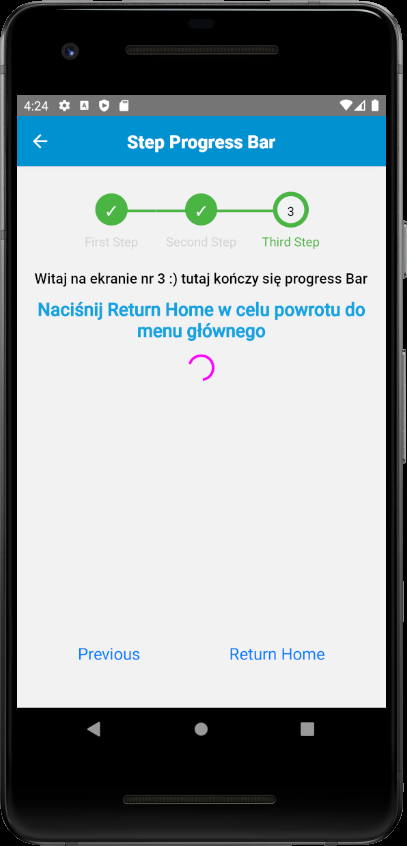 4:24
Step Progress Bar
✓ ✓ 3
First Step Second Step Third Step
Witaj na ekranie nr 3 :) tutaj kończy się progress Bar
Naciśnij Return Home w celu powrotu do
menu głównego
Previous Return Home